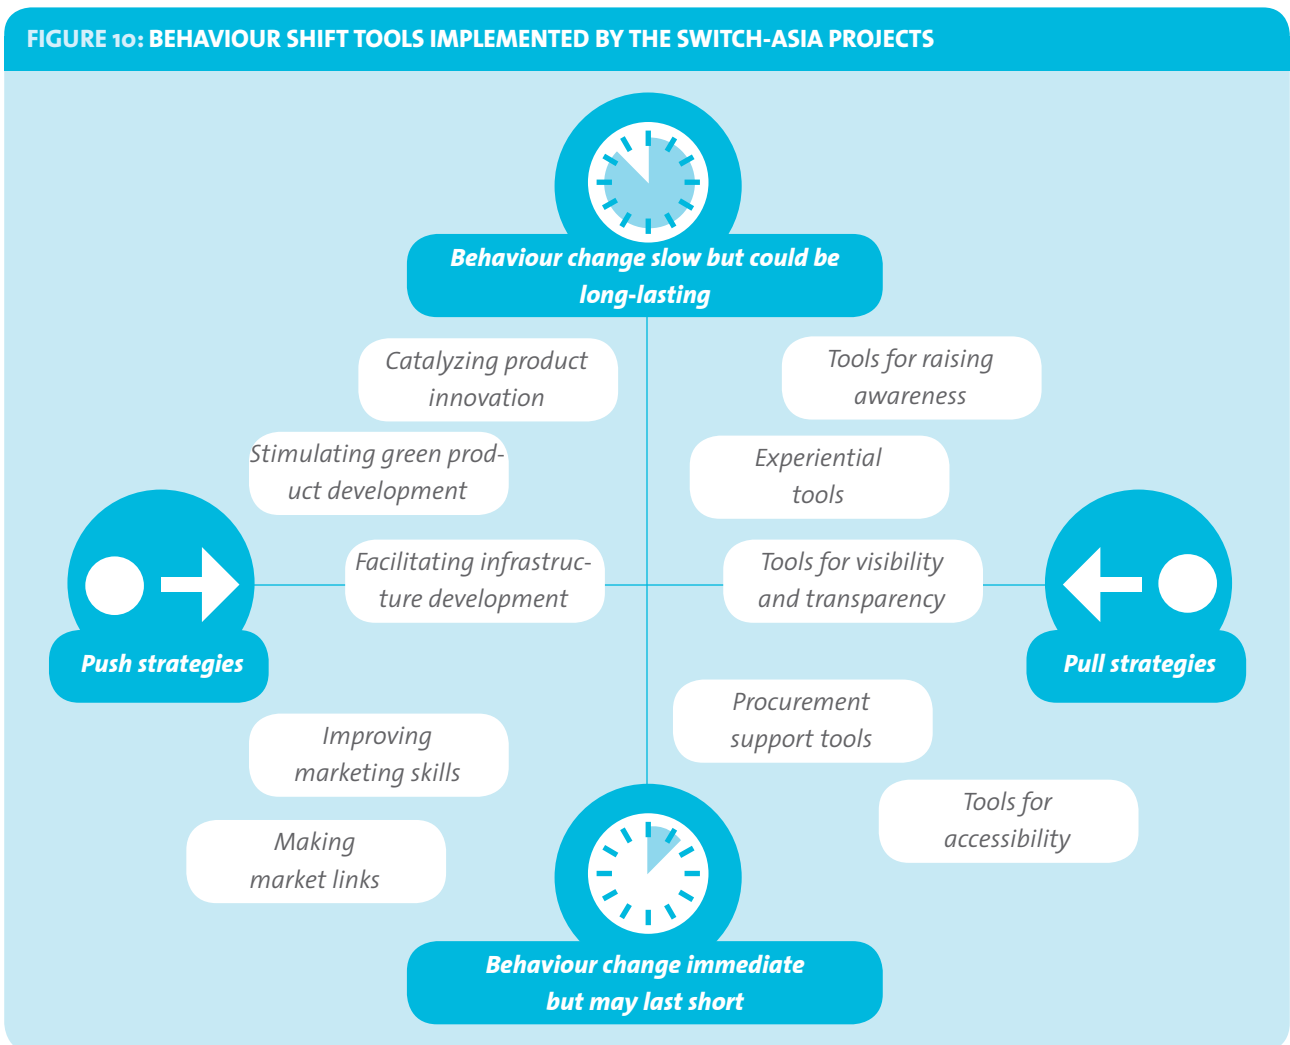 FIGURE 10: BEHAVIOUR SHIFT TOOLS IMPLEMENTED BY THE SWITCH-ASIA PROJECTS
Behaviour change slow but could be
long-lasting
Catalyzing product
innovation
Tools for raising
awareness
Stimulating green prod-
uct development
Experiential
tools
Facilitating infrastruc-
ture development
Tools for visibility
and transparency
Push strategies
Pull strategies
Procurement
support tools
Improving
marketing skills
Tools for
accessibility
Making
market links
Behaviour change immediate
but may last short